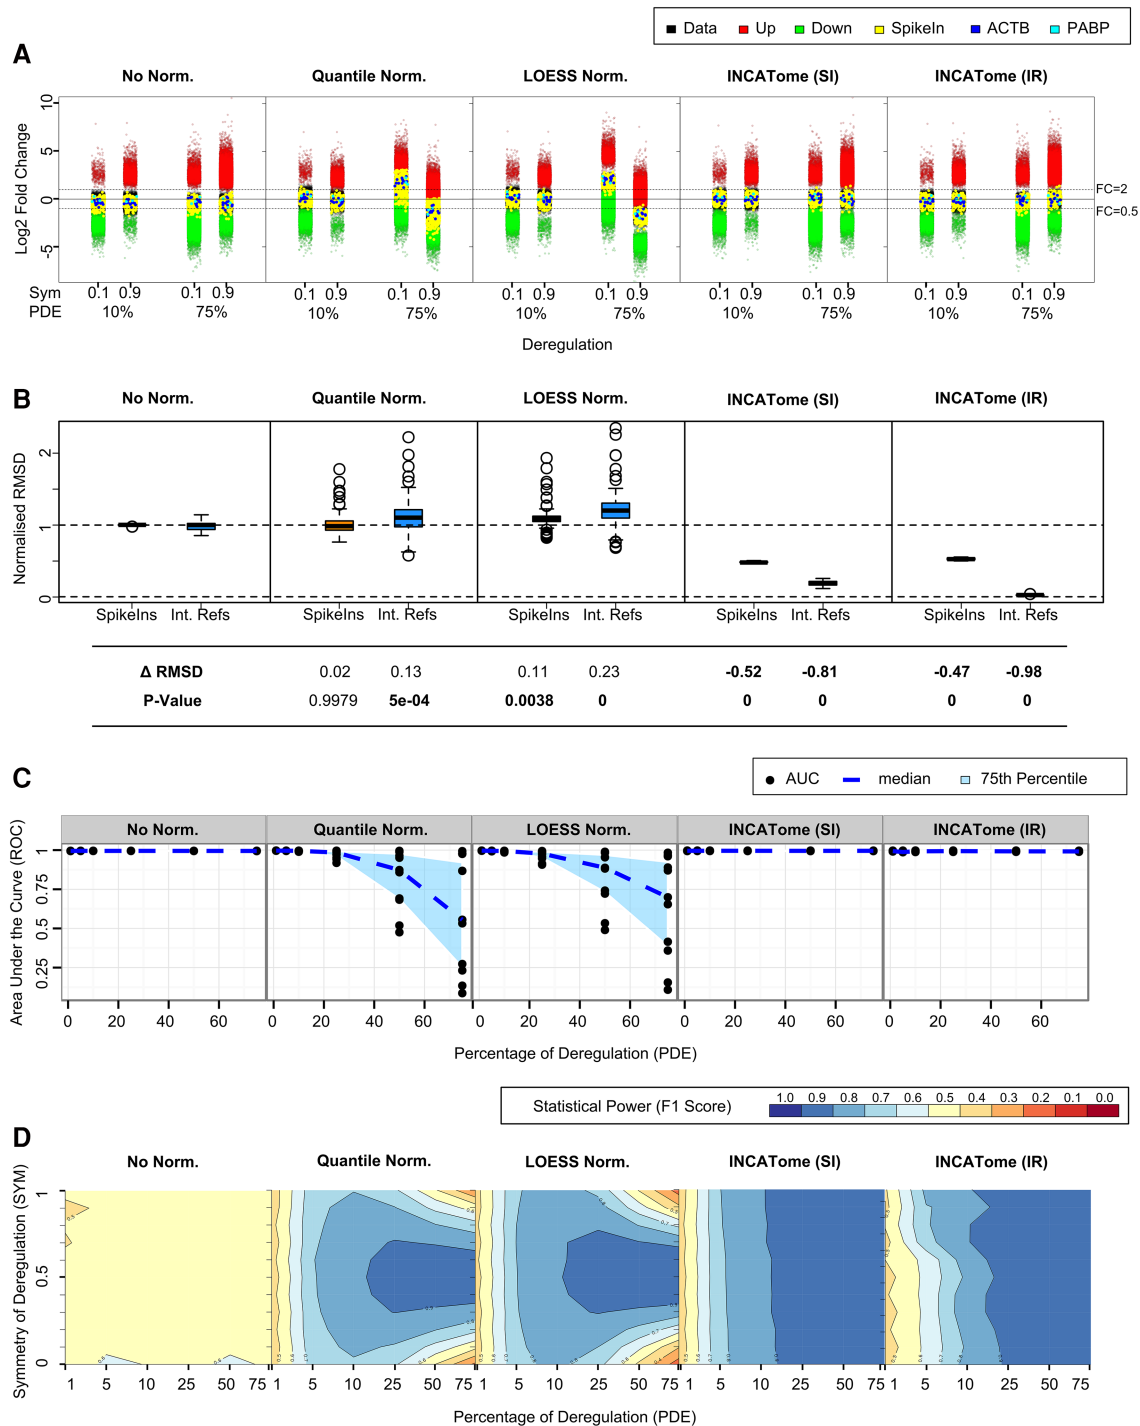 Data Up Down SpikeIn ACTB PABP
A
No Norm. Quantile Norm. LOESS Norm. INCATome (SI) INCATome (IR)
Log2 Fold Change
10
5
0
-5
FC=2
FC=0.5
Sym 0.1 0.9 0.1 0.9 0.1 0.9 0.1 0.9 0.1 0.9 0.1 0.9 0.1 0.9 0.1 0.9 0.1 0.9 0.1 0.9
PDE 10% 75% 10% 75% 10% 75% 10% 75% 10% 75%
Deregulation
B
No Norm. Quantile Norm. LOESS Norm. INCATome (SI) INCATome (IR)
Normalised RMSD
2
1
0
SpikeIns Int. Refs SpikeIns Int. Refs SpikeIns Int. Refs SpikeIns Int. Refs SpikeIns Int. Refs
Δ RMSD 0.02 0.13 0.11 0.23 -0.52 -0.81 -0.47 -0.98
P-Value 0.9979 5e-04 0.0038 0 0 0 0 0
C
AUC median 75th Percentile
No Norm. Quantile Norm. LOESS Norm. INCATome (SI) INCATome (IR)
Area Under the Curve (ROC)
1
0.75
0.5
0.25
0 20 40 60 0 20 40 60 0 20 40 60 0 20 40 60 0 20 40 60
Percentage of Deregulation (PDE)
Statistical Power (F1 Score) 1.0 0.9 0.8 0.7 0.6 0.5 0.4 0.3 0.2 0.1 0.0
D
No Norm. Quantile Norm. LOESS Norm. INCATome (SI) INCATome (IR)
Symmetry of Deregulation (SYM)
1
0.5
0
1 5 10 25 50 75 1 5 10 25 50 75 1 5 10 25 50 75 1 5 10 25 50 75 1 5 10 25 50 75
Percentage of Deregulation (PDE)